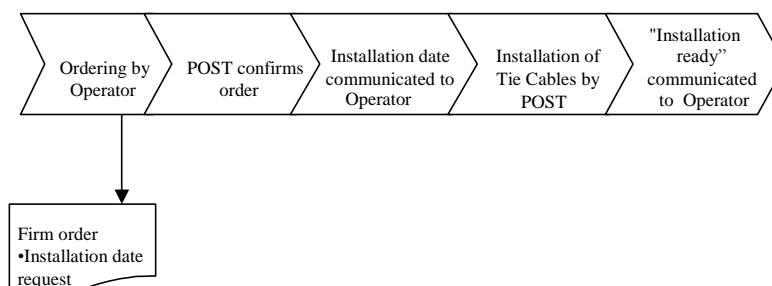 Ordering by
Operator
POST confirms
order
Installation date
communicated to
Operator
Installation of
Tie Cables by
POST
"Installation
ready”
communicated
to Operator
Firm order
•Installation date
request